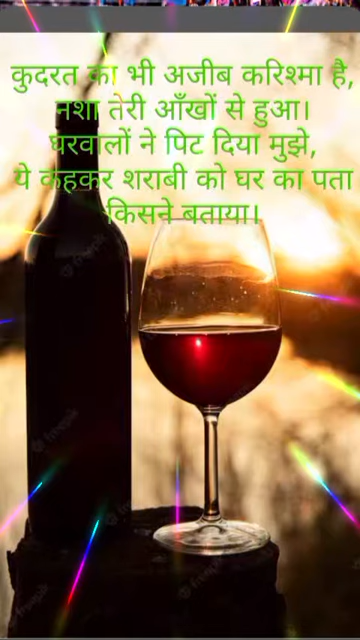 कुदरत का भी अजीब करिश्मा है,
नशा तेरी आँखों से हुआ।
घरवालों ने पिट दिया मुझे,
ये कहकर शराबी को घर का पता
किसने बताया।